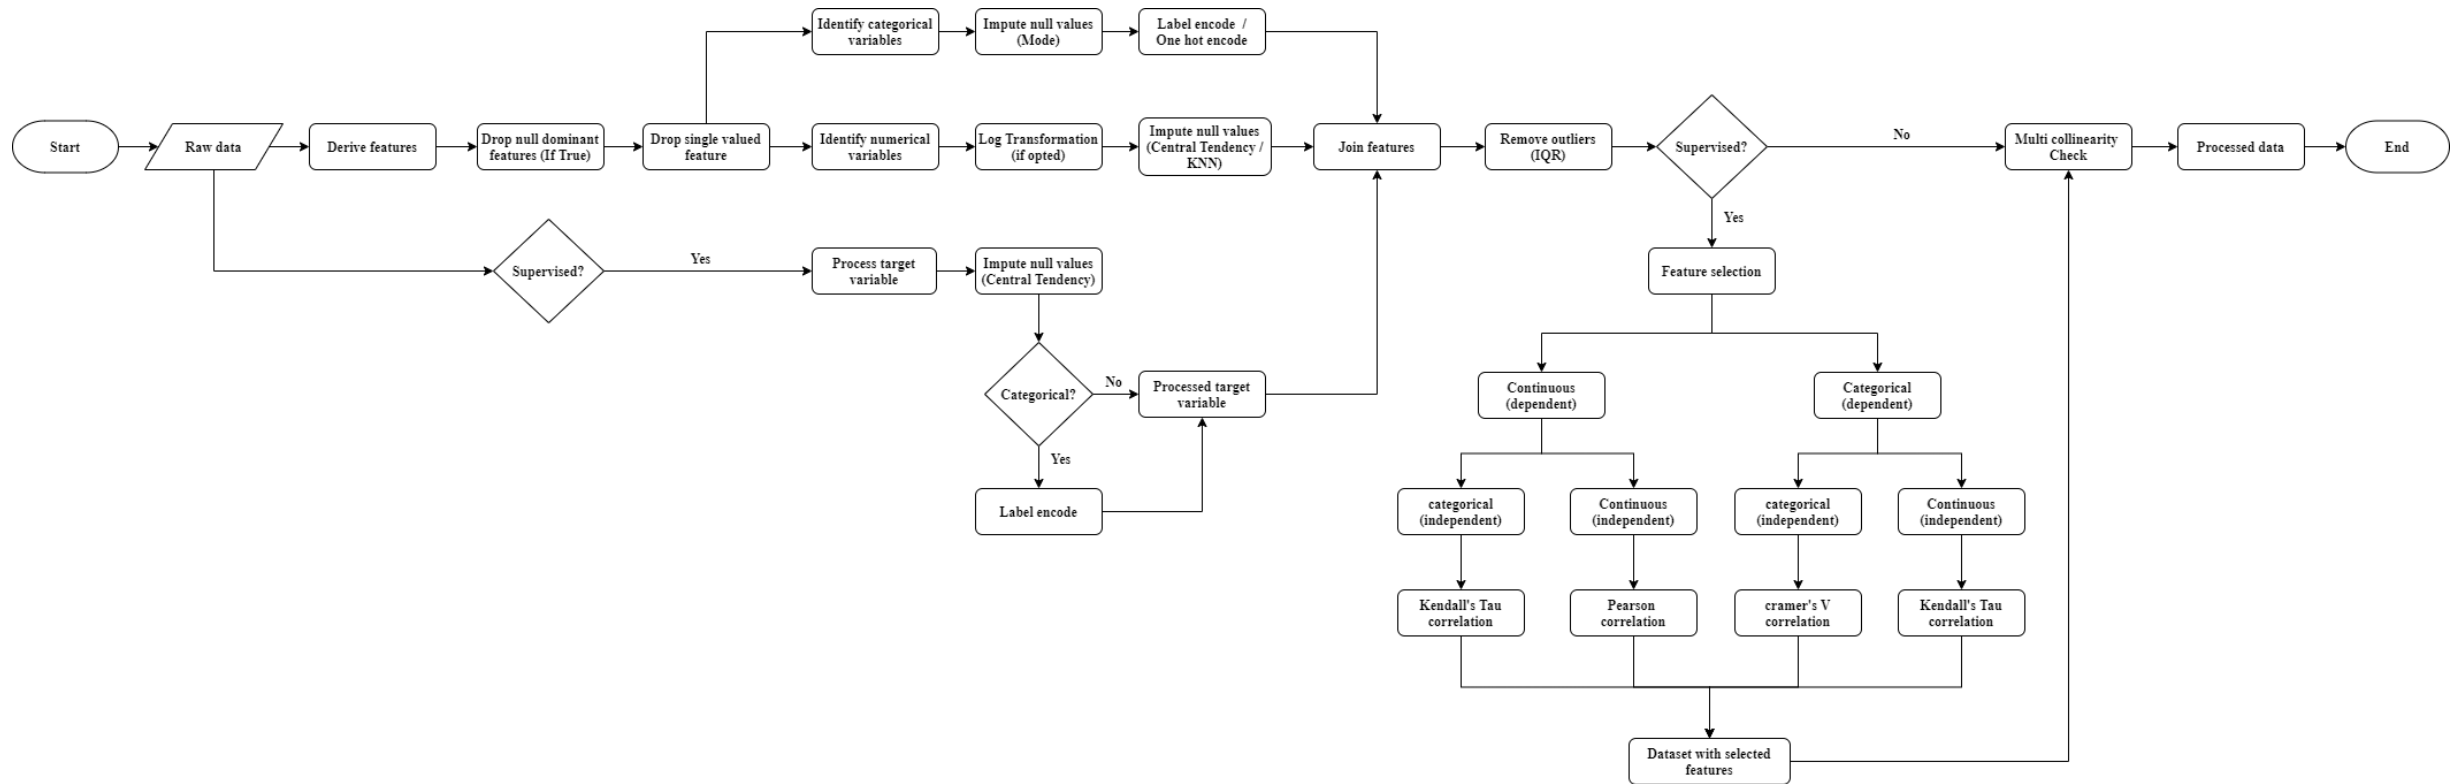 Identify categorical
variables
Impute null values
(Mode)
Label encode /
One hot encode
Start
Raw data
Derive features
Drop null dominant
features (If True)
Drop single valued
feature
Identify numerical
variables
Log Transformation
(if opted)
Impute null values
(Central Tendency /
KNN)
Join features
Remove outliers
(IQR)
Supervised?
No
Multi collinearity
Check
Processed data
End
Yes
Supervised?
Yes
Process target
variable
Impute null values
(Central Tendency)
Feature selection
Categorical?
No
Processed target
variable
Yes
Label encode
Continuous
(dependent)
Categorical
(dependent)
categorical
(independent)
Continuous
(independent)
categorical
(independent)
Continuous
(independent)
Kendall's Tau
correlation
Pearson
correlation
cramer's V
correlation
Kendall's Tau
correlation
Dataset with selected
features